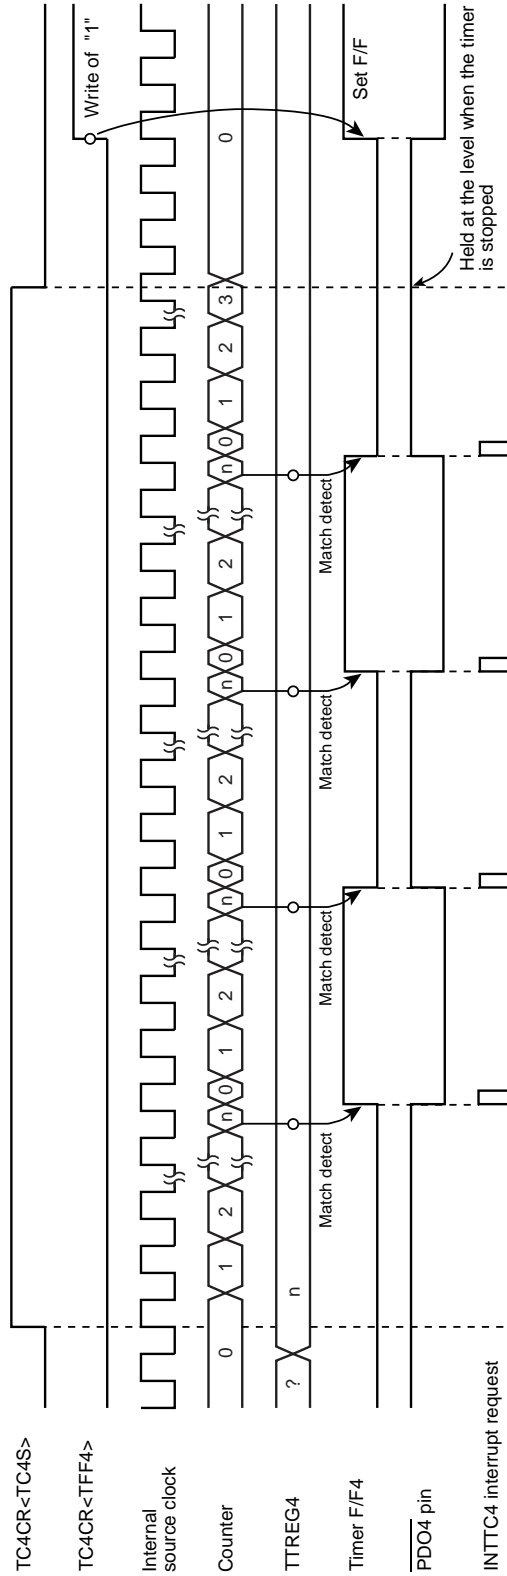 TC4CR<TC4S>
TC4CR<TFF4>
Write of "1"
Internal
source clock
Counter
0 1 2 n 0 1 2 n 0 1 2 n 0 1 2 n 0 1 2 3 0
TTREG4
? n
Match detect Match detect Match detect Match detect
Timer F/F4
Set F/F
PDO4 pin
Held at the level when the timer
is stopped
INTTC4 interrupt request